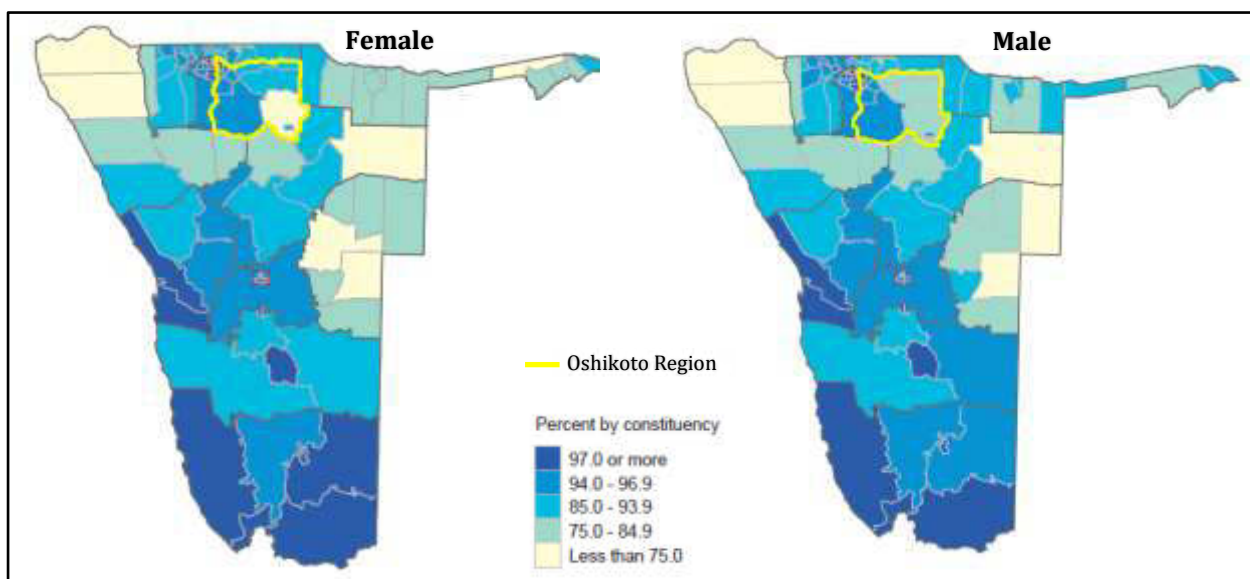 Female
Male
Oshikoto Region
Percent by constituency
97.0 or more
94.0 - 96.9
85.0 - 93.9
75.0 - 84.9
Less than 75.0